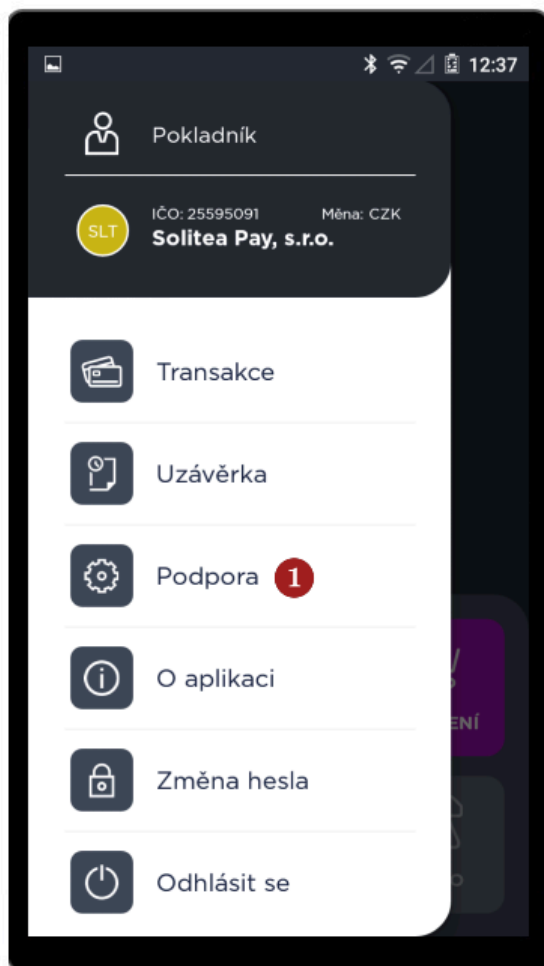 12:37
Pokladník
IČO: 25595091 Měna: CZK
SLT
Solitea Pay, s.r.o.
Transakce
Uzávěrka
Podpora 1
O aplikaci
Změna hesla
Odhlásit se